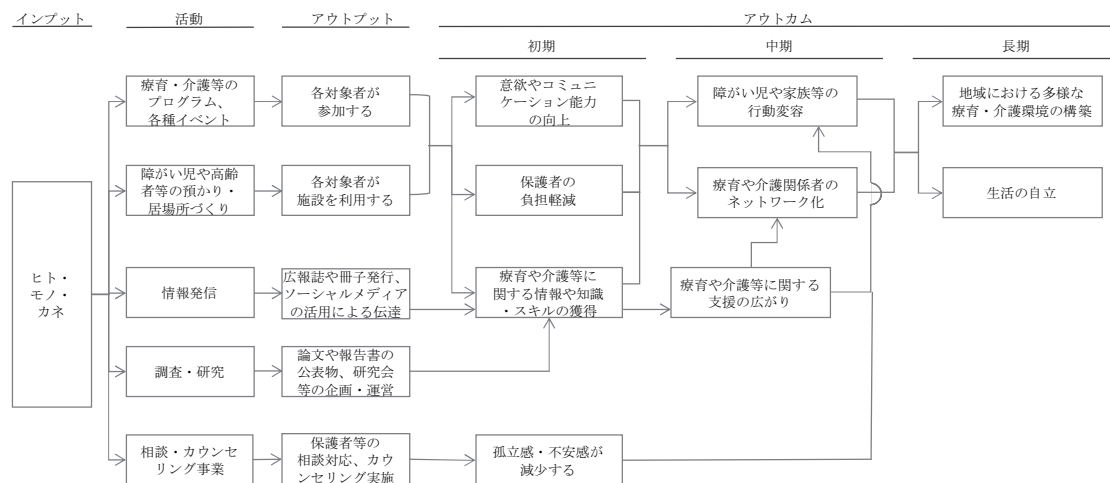 インプット
活動
アウトプット
アウトカム
初期
中期
長期
ヒト・
モノ・
カネ
療育・介護等の
プログラム、
各種イベント
各対象者が
参加する
意欲やコミュニ
ケーション能力
の向上
障がい児や家族等の
行動変容
地域における多様な
療育・介護環境の構築
障がい児や高齢
者等の預かり・
居場所づくり
各対象者が
施設を利用する
保護者の
負担軽減
療育や介護関係者の
ネットワーク化
生活の自立
情報発信
広報誌や冊子発行、
ソーシャルメディア
の活用による伝達
療育や介護等に
関する情報や知識
・スキルの獲得
療育や介護等に関する
支援の広がり
調査・研究
論文や報告書の
公表物、研究会
等の企画・運営
相談・カウンセ
リング事業
保護者等の
相談対応、カウ
ンセリング実施
孤立感・不安感が
減少する